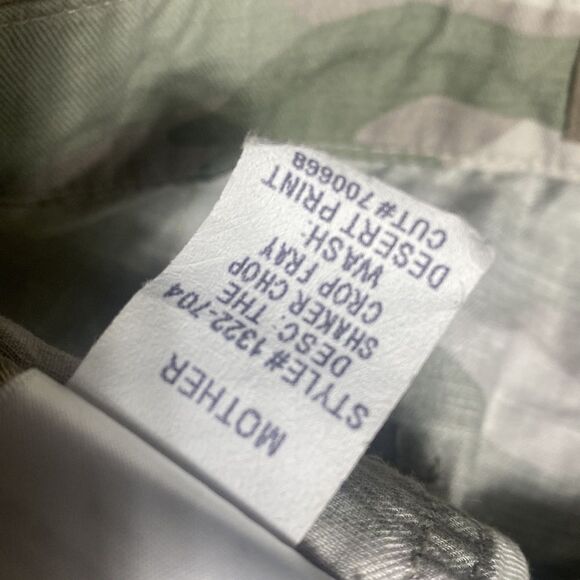 MOTHER
STYLE# 1322-704
DESC: THE
SHAKER CHOP
CROP FRAY
WASH:
DESERT PRINT
CUT# 700668